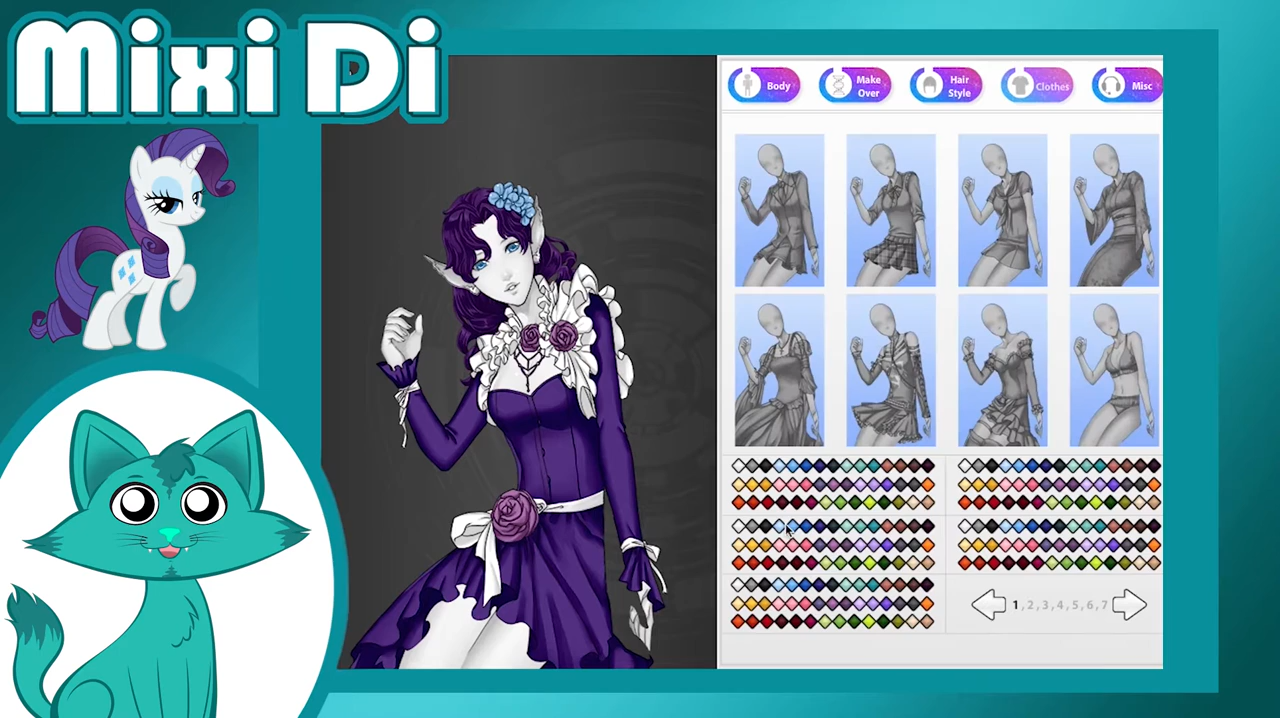 Mixi Di
Body
Make
Over
Hair
Style
Clothes
Misc
1,2,3,4,5,6,7